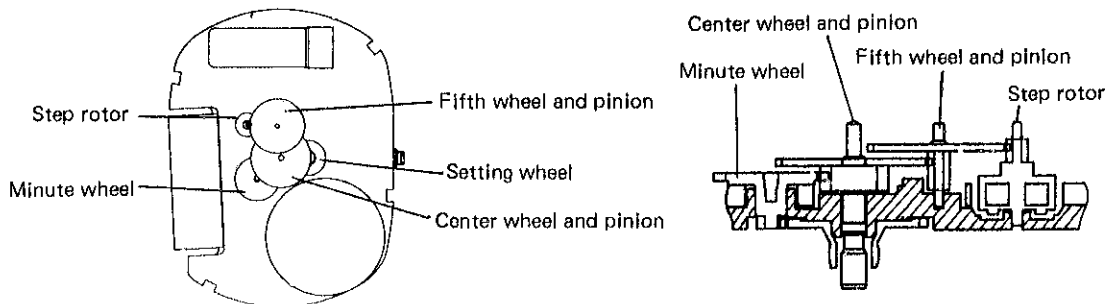 Step rotor
Fifth wheel and pinion
Minute wheel
Setting wheel
Center wheel and pinion
Center wheel and pinion
Fifth wheel and pinion
Minute wheel
Step rotor